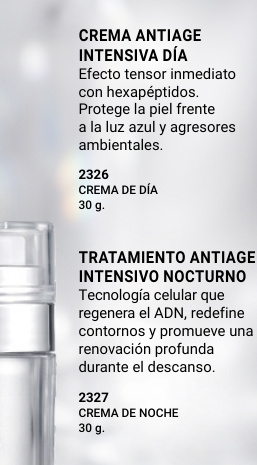 CREMA ANTIAGE
INTENSIVA DÍA
Efecto tensor inmediato
con hexapéptidos.
Protege la piel frente
a la luz azul y agresores
ambientales.
2326
CREMA DE DÍA
30 g.
TRATAMIENTO ANTIAGE
INTENSIVO NOCTURNO
Tecnología celular que
regenera el ADN, redefine
contornos y promueve una
renovación profunda
durante el descanso.
2327
CREMA DE NOCHE
30 g.